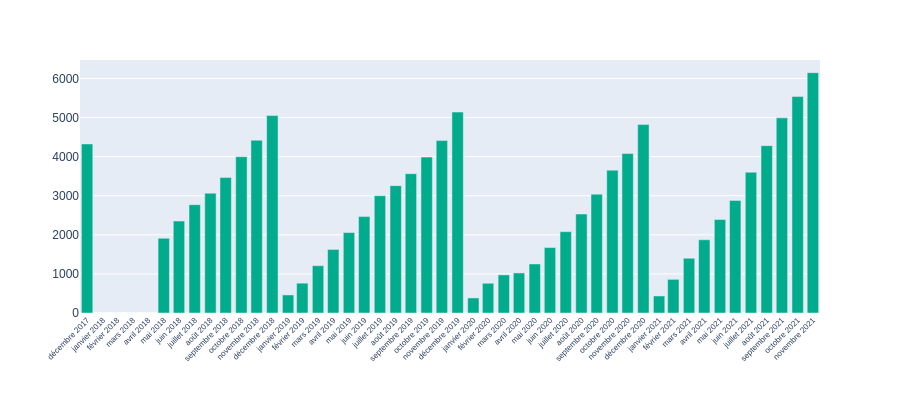 6000
5000
4000
3000
2000
1000
0
décembre 2017
janvier 2018
février 2018
mars 2018
avril 2018
mai 2018
juin 2018
juillet 2018
août 2018
septembre 2018
octobre 2018
novembre 2018
décembre 2018
janvier 2019
février 2019
mars 2019
avril 2019
mai 2019
juin 2019
juillet 2019
août 2019
septembre 2019
octobre 2019
novembre 2019
décembre 2019
janvier 2020
février 2020
mars 2020
avril 2020
mai 2020
juin 2020
juillet 2020
août 2020
septembre 2020
octobre 2020
novembre 2020
décembre 2020
janvier 2021
février 2021
mars 2021
avril 2021
mai 2021
juin 2021
juillet 2021
août 2021
septembre 2021
octobre 2021
novembre 2021